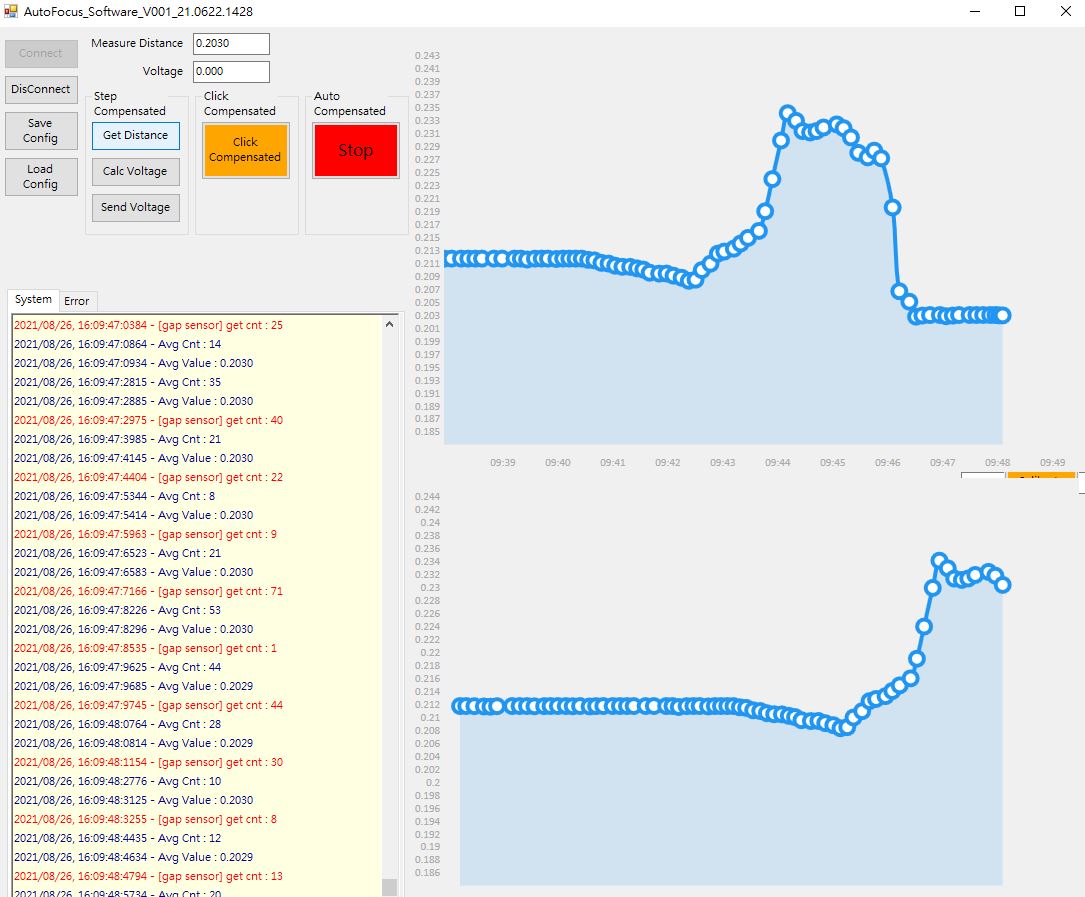 AutoFocus_Software_V001_21.0622.1428
Connect
DisConnect
Save
Config
Load
Config
Measure Distance 0.2030
Voltage 0.000
Step
Compensated
Get Distance
Calc Voltage
Send Voltage
Click
Compensated
Click
Compensated
Auto
Compensated
Stop
System
Error
2021/08/26, 16:09:47:0384 - [gap sensor] get cnt : 25
2021/08/26, 16:09:47:0864 - Avg Cnt : 14
2021/08/26, 16:09:47:0934 - Avg Value : 0.2030
2021/08/26, 16:09:47:2815 - Avg Cnt : 35
2021/08/26, 16:09:47:2885 - Avg Value : 0.2030
2021/08/26, 16:09:47:2975 - [gap sensor] get cnt : 40
2021/08/26, 16:09:47:3985 - Avg Cnt : 21
2021/08/26, 16:09:47:4145 - Avg Value : 0.2030
2021/08/26, 16:09:47:4404 - [gap sensor] get cnt : 22
2021/08/26, 16:09:47:5344 - Avg Cnt : 8
2021/08/26, 16:09:47:5414 - Avg Value : 0.2030
2021/08/26, 16:09:47:5963 - [gap sensor] get cnt : 9
2021/08/26, 16:09:47:6523 - Avg Cnt : 21
2021/08/26, 16:09:47:6583 - Avg Value : 0.2030
2021/08/26, 16:09:47:7166 - [gap sensor] get cnt : 71
2021/08/26, 16:09:47:8226 - Avg Cnt : 53
2021/08/26, 16:09:47:8296 - Avg Value : 0.2030
2021/08/26, 16:09:47:8535 - [gap sensor] get cnt : 1
2021/08/26, 16:09:47:9625 - Avg Cnt : 44
2021/08/26, 16:09:47:9685 - Avg Value : 0.2029
2021/08/26, 16:09:47:9745 - [gap sensor] get cnt : 44
2021/08/26, 16:09:48:0764 - Avg Cnt : 28
2021/08/26, 16:09:48:0814 - Avg Value : 0.2029
2021/08/26, 16:09:48:1154 - [gap sensor] get cnt : 30
2021/08/26, 16:09:48:2776 - Avg Cnt : 10
2021/08/26, 16:09:48:3125 - Avg Value : 0.2030
2021/08/26, 16:09:48:3255 - [gap sensor] get cnt : 8
2021/08/26, 16:09:48:4435 - Avg Cnt : 12
2021/08/26, 16:09:48:4634 - Avg Value : 0.2029
2021/08/26, 16:09:48:4794 - [gap sensor] get cnt : 13
2021/08/26, 16:09:48:5734 - Avg Cnt : 20
0.243
0.241
0.239
0.237
0.235
0.233
0.231
0.229
0.227
0.225
0.223
0.221
0.219
0.217
0.215
0.213
0.211
0.209
0.207
0.205
0.203
0.201
0.199
0.197
0.195
0.193
0.191
0.189
0.187
0.185
09:39 09:40 09:41 09:42 09:43 09:44 09:45 09:46 09:47 09:48 09:49
0.244
0.242
0.24
0.238
0.236
0.234
0.232
0.23
0.228
0.226
0.224
0.222
0.22
0.218
0.216
0.214
0.212
0.21
0.208
0.206
0.204
0.202
0.2
0.198
0.196
0.194
0.192
0.19
0.188
0.186